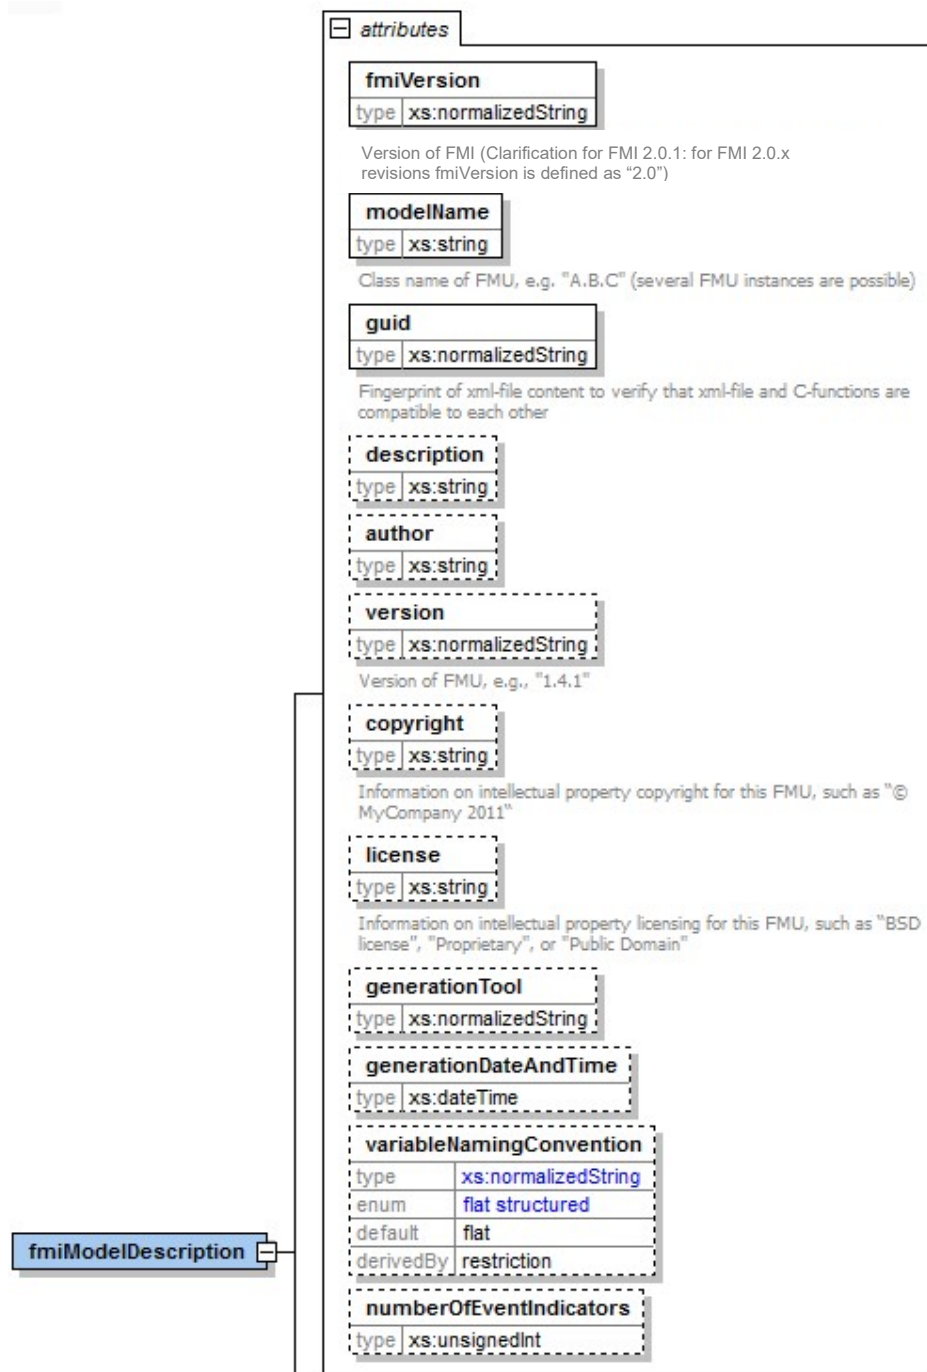 attributes
fmiVersion
type xs:normalizedString
Version of FMI (Clarification for FMI 2.0.1: for FMI 2.0.x
revisions fmiVersion is defined as “2.0”)
modelName
type xs:string
Class name of FMU, e.g. "A.B.C" (several FMU instances are possible)
guid
type xs:normalizedString
Fingerprint of xml-file content to verify that xml-file and C-functions are
compatible to each other
description
type xs:string
author
type xs:string
version
type xs:normalizedString
Version of FMU, e.g., "1.4.1"
copyright
type xs:string
Information on intellectual property copyright for this FMU, such as “©
MyCompany 2011“
license
type xs:string
Information on intellectual property licensing for this FMU, such as “BSD
license”, "Proprietary", or "Public Domain"
generationTool
type xs:normalizedString
generationDateAndTime
type xs:dateTime
variableNamingConvention
type xs:normalizedString
enum flat structured
default flat
derivedBy restriction
fmiModelDescription
numberOfEventIndicators
type xs:unsignedInt